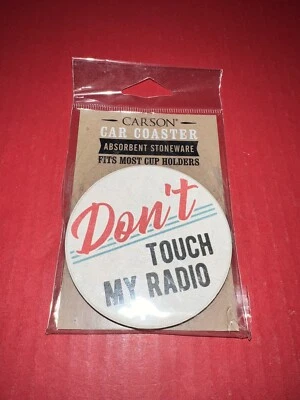 CARSON®
CAR COASTER
ABSORBENT STONEWARE
FITS MOST CUP HOLDERS
Don't
TOUCH
MY RADIO